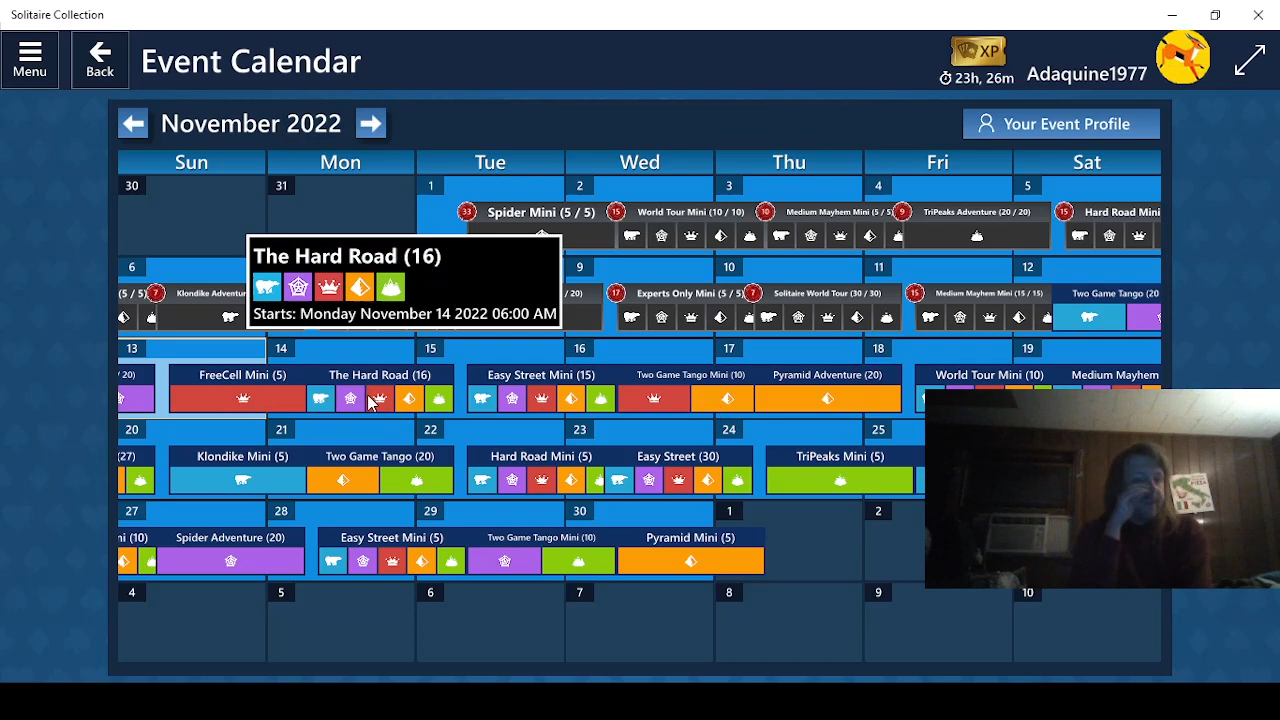 Solitaire Collection
Menu
Back
Event Calendar
XP
23h, 26m
Adaquine1977
November 2022
Your Event Profile
Sun Mon Tue Wed Thu Fri Sat
30 31 1 2 3 4 5
33 Spider Mini (5 / 5) 15 World Tour Mini (10 / 10) 10 Medium Mayhem Mini (5 / 5) 9 TriPeaks Adventure (20 / 20) 15 Hard Road Mini
The Hard Road (16)
Starts: Monday November 14 2022 06:00 AM
6 9 10 11 12
(5 / 5) 7 Klondike Adventu / 20) 17 Experts Only Mini (5 / 5) 7 Solitaire World Tour (30 / 30) 15 Medium Mayhem Mini (15 / 15) Two Game Tango (20
13 14 15 16 17 18 19
/ 20) FreeCell Mini (5) The Hard Road (16) Easy Street Mini (15) Two Game Tango Mini (10) Pyramid Adventure (20) World Tour Mini (10) Medium Mayhem
20 21 22 23 24 25
(27) Klondike Mini (5) Two Game Tango (20) Hard Road Mini (5) Easy Street (30) TriPeaks Mini (5)
27 28 29 30 1 2
ni (10) Spider Adventure (20) Easy Street Mini (5) Two Game Tango Mini (10) Pyramid Mini (5)
4 5 6 7 8 9 10